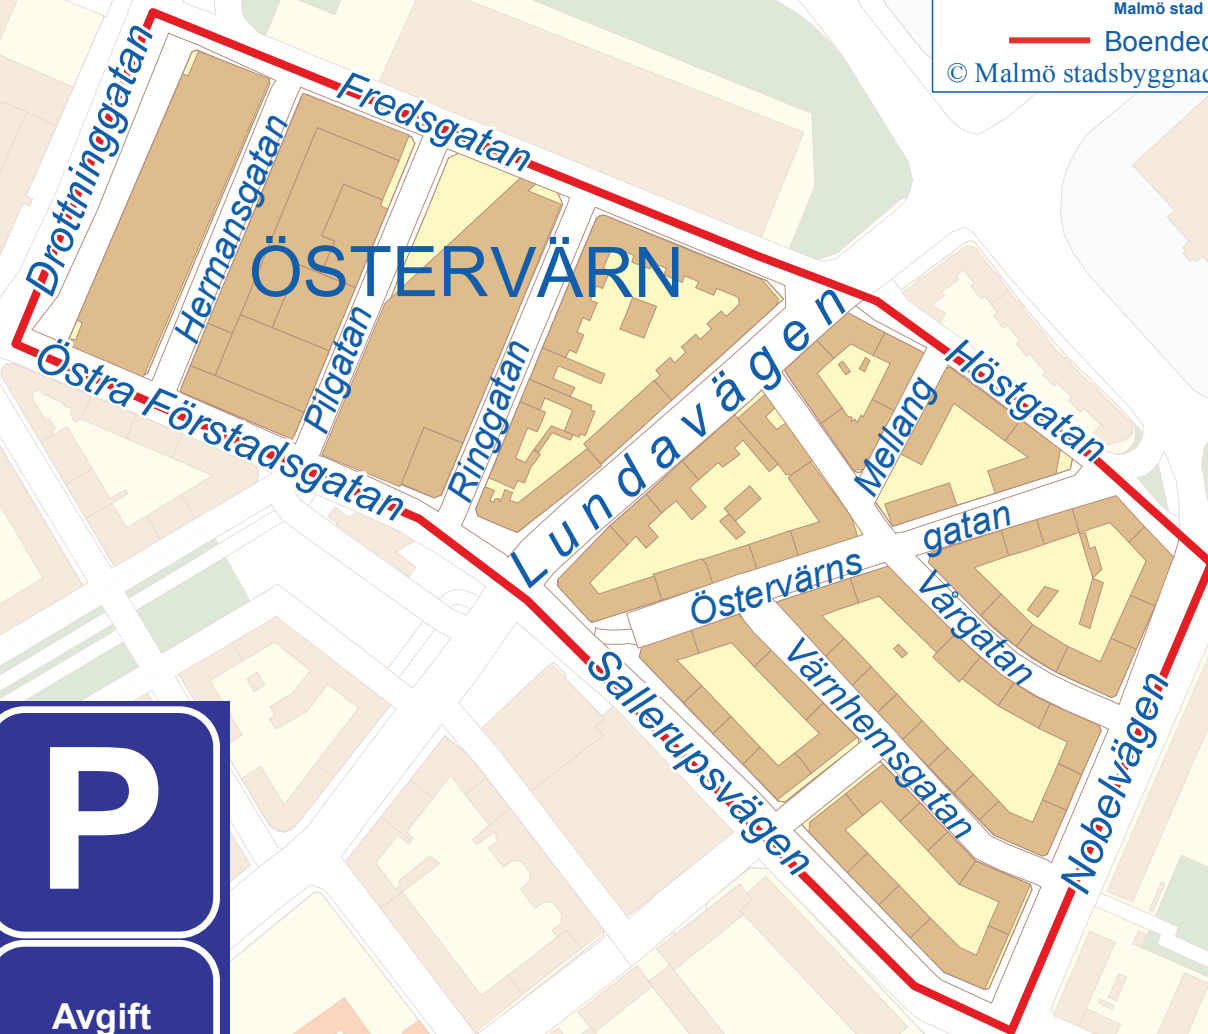 Malmö stad
Boended
© Malmö stadsbyggnad
Drottninggatan
Fredsgatan
Hermansgatan
ÖSTERVÄRN
Pilgatan
Ringgatan
Östra Förstadsgatan
Lundavägen
Höstgatan
Mellang
gatan
Östervärns
Vårgatan
Värnhemsgatan
Sallerupsvägen
Nobelvägen
P
Avgift